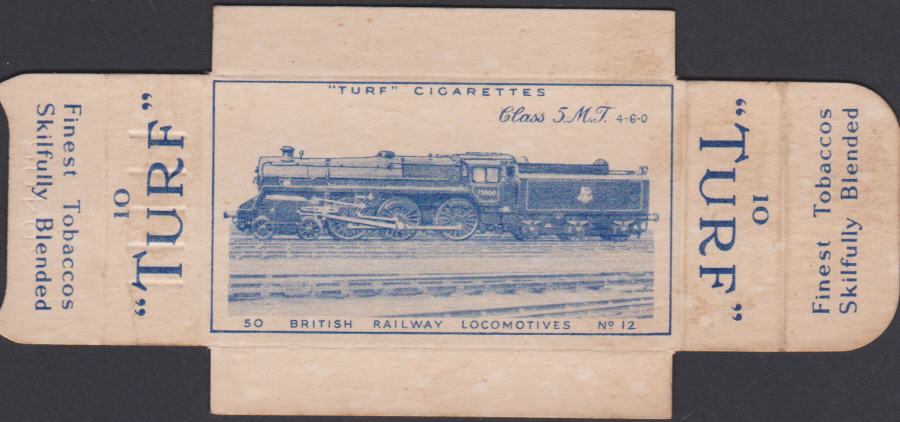 Finest Tobaccos
Skilfully Blended
10
"TURF"
"TURF" CIGARETTES
Class 5.M.T. 4-6-0
50 BRITISH RAILWAY LOCOMOTIVES Nº 12
10
"TURF"
Finest Tobaccos
Skilfully Blended